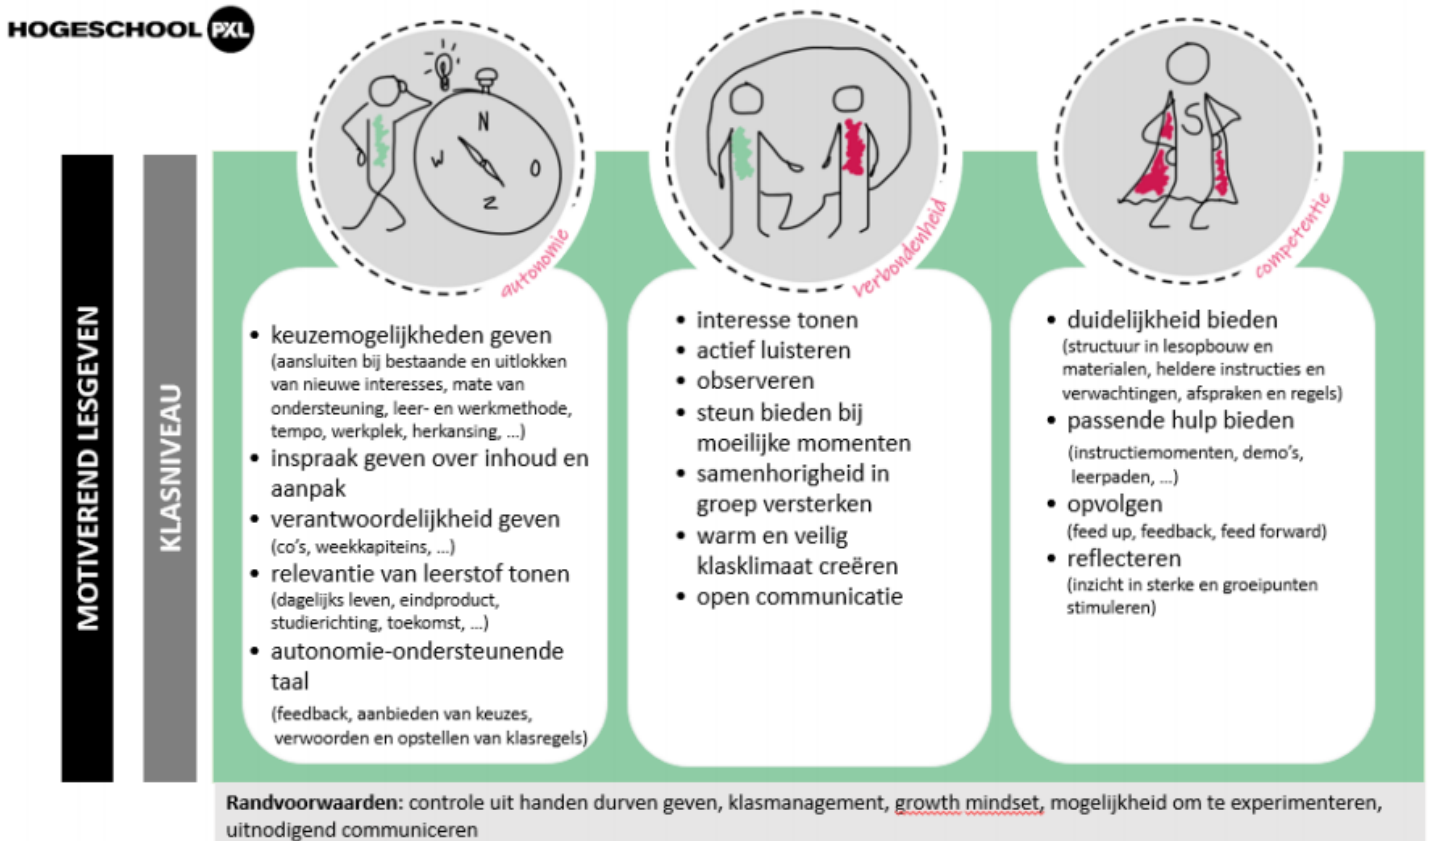 HOGESCHOOL PXL
MOTIVEREND LESGEVEN
KLASNIVEAU
N
W
O
Z
autonomie
• keuzemogelijkheden geven
(aansluiten bij bestaande en uitlokken
van nieuwe interesses, mate van
ondersteuning, leer- en werkmethode,
tempo, werkplek, herkansing, ...)
• inspraak geven over inhoud en
aanpak
• verantwoordelijkheid geven
(co's, weekkapiteins, ...)
• relevantie van leerstof tonen
(dagelijks leven, eindproduct,
studierichting, toekomst, ...)
• autonomie-ondersteunende
taal
(feedback, aanbieden van keuzes,
verwoorden en opstellen van klasregels)
verbondenheid
• interesse tonen
• actief luisteren
• observeren
• steun bieden bij
moeilijke momenten
• samenhorigheid in
groep versterken
• warm en veilig
klasklimaat creëren
• open communicatie
S
competentie
• duidelijkheid bieden
(structuur in lesopbouw en
materialen, heldere instructies en
verwachtingen, afspraken en regels)
• passende hulp bieden
(instructiemomenten, demo's,
leerpaden, ...)
• opvolgen
(feed up, feedback, feed forward)
• reflecteren
(inzicht in sterke en groeipunten
stimuleren)
Randvoorwaarden: controle uit handen durven geven, klasmanagement, growth mindset, mogelijkheid om te experimenteren,
uitnodigend communiceren